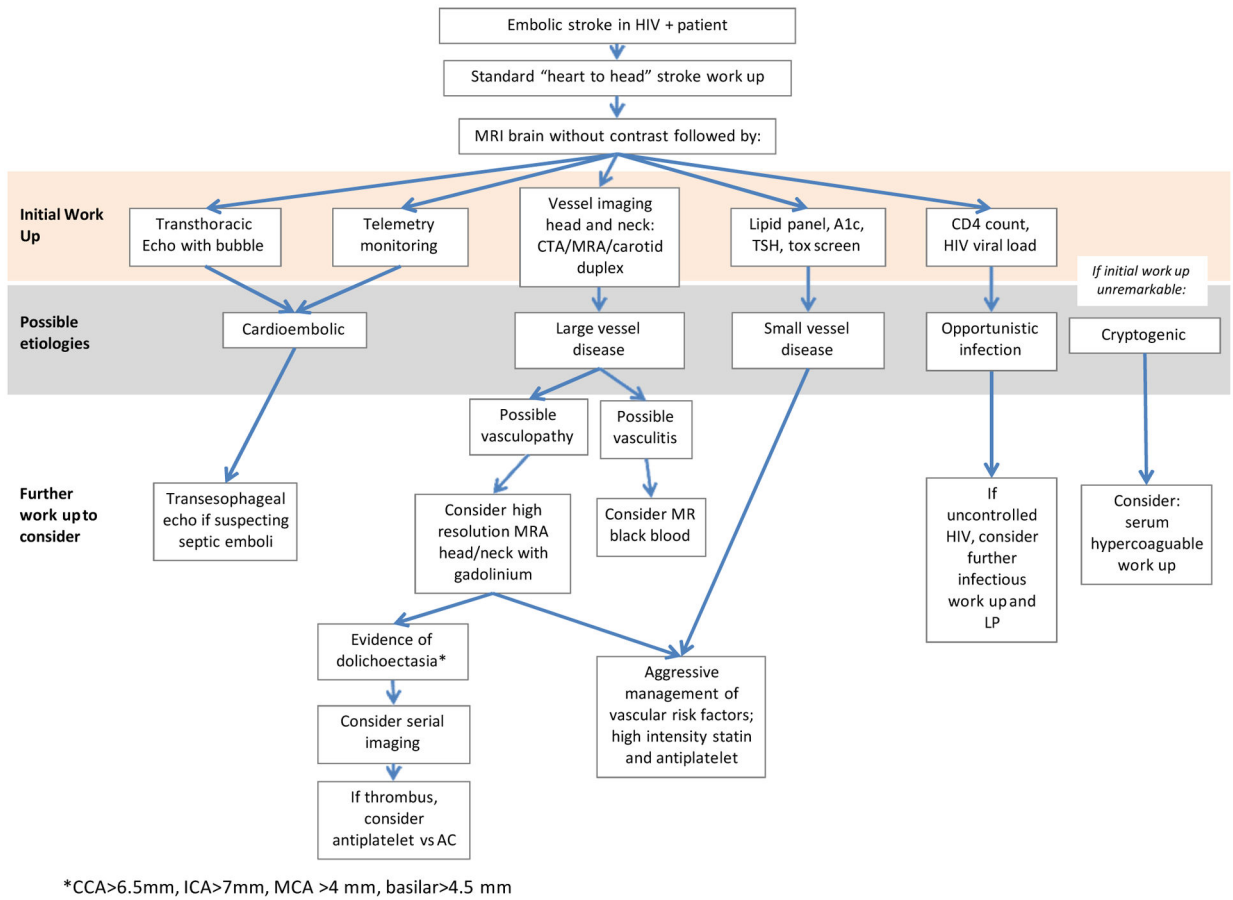 Embolic stroke in HIV + patient
Standard “heart to head” stroke work up
MRI brain without contrast followed by:
Initial Work
Up
Transthoracic
Echo with bubble
Telemetry
monitoring
Vessel imaging
head and neck:
CTA/MRA/carotid
duplex
Lipid panel, A1c,
TSH, tox screen
CD4 count,
HIV viral load
If initial work up
unremarkable:
Possible
etiologies
Cardioembolic
Large vessel
disease
Small vessel
disease
Opportunistic
infection
Cryptogenic
Possible
vasculopathy
Possible
vasculitis
Further
work up to
consider
Transesophageal
echo if suspecting
septic emboli
Consider high
resolution MRA
head/neck with
gadolinium
Consider MR
black blood
If
uncontrolled
HIV, consider
further
infectious
work up and
LP
Consider:
serum
hypercoaguable
work up
Evidence of
dolichoectasia*
Aggressive
management of
vascular risk factors;
high intensity statin
and antiplatelet
Consider serial
imaging
If thrombus,
consider
antiplatelet vs AC
*CCA>6.5mm, ICA>7mm, MCA >4 mm, basilar>4.5 mm